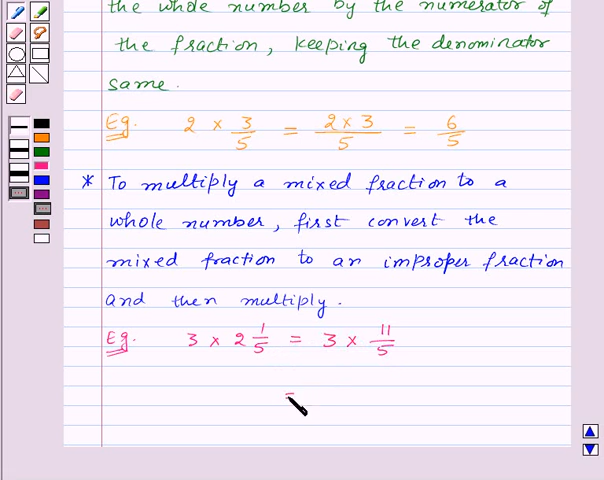 the whole number by the numerator of
the fraction, keeping the denominator
same.
Eg. 2 × 3/5 = 2 × 3/5 = 6/5
* To multiply a mixed fraction to a
whole number, first convert the
mixed fraction to an improper fraction
and then multiply.
Eg. 3 × 2 1/5 = 3 × 11/5
=